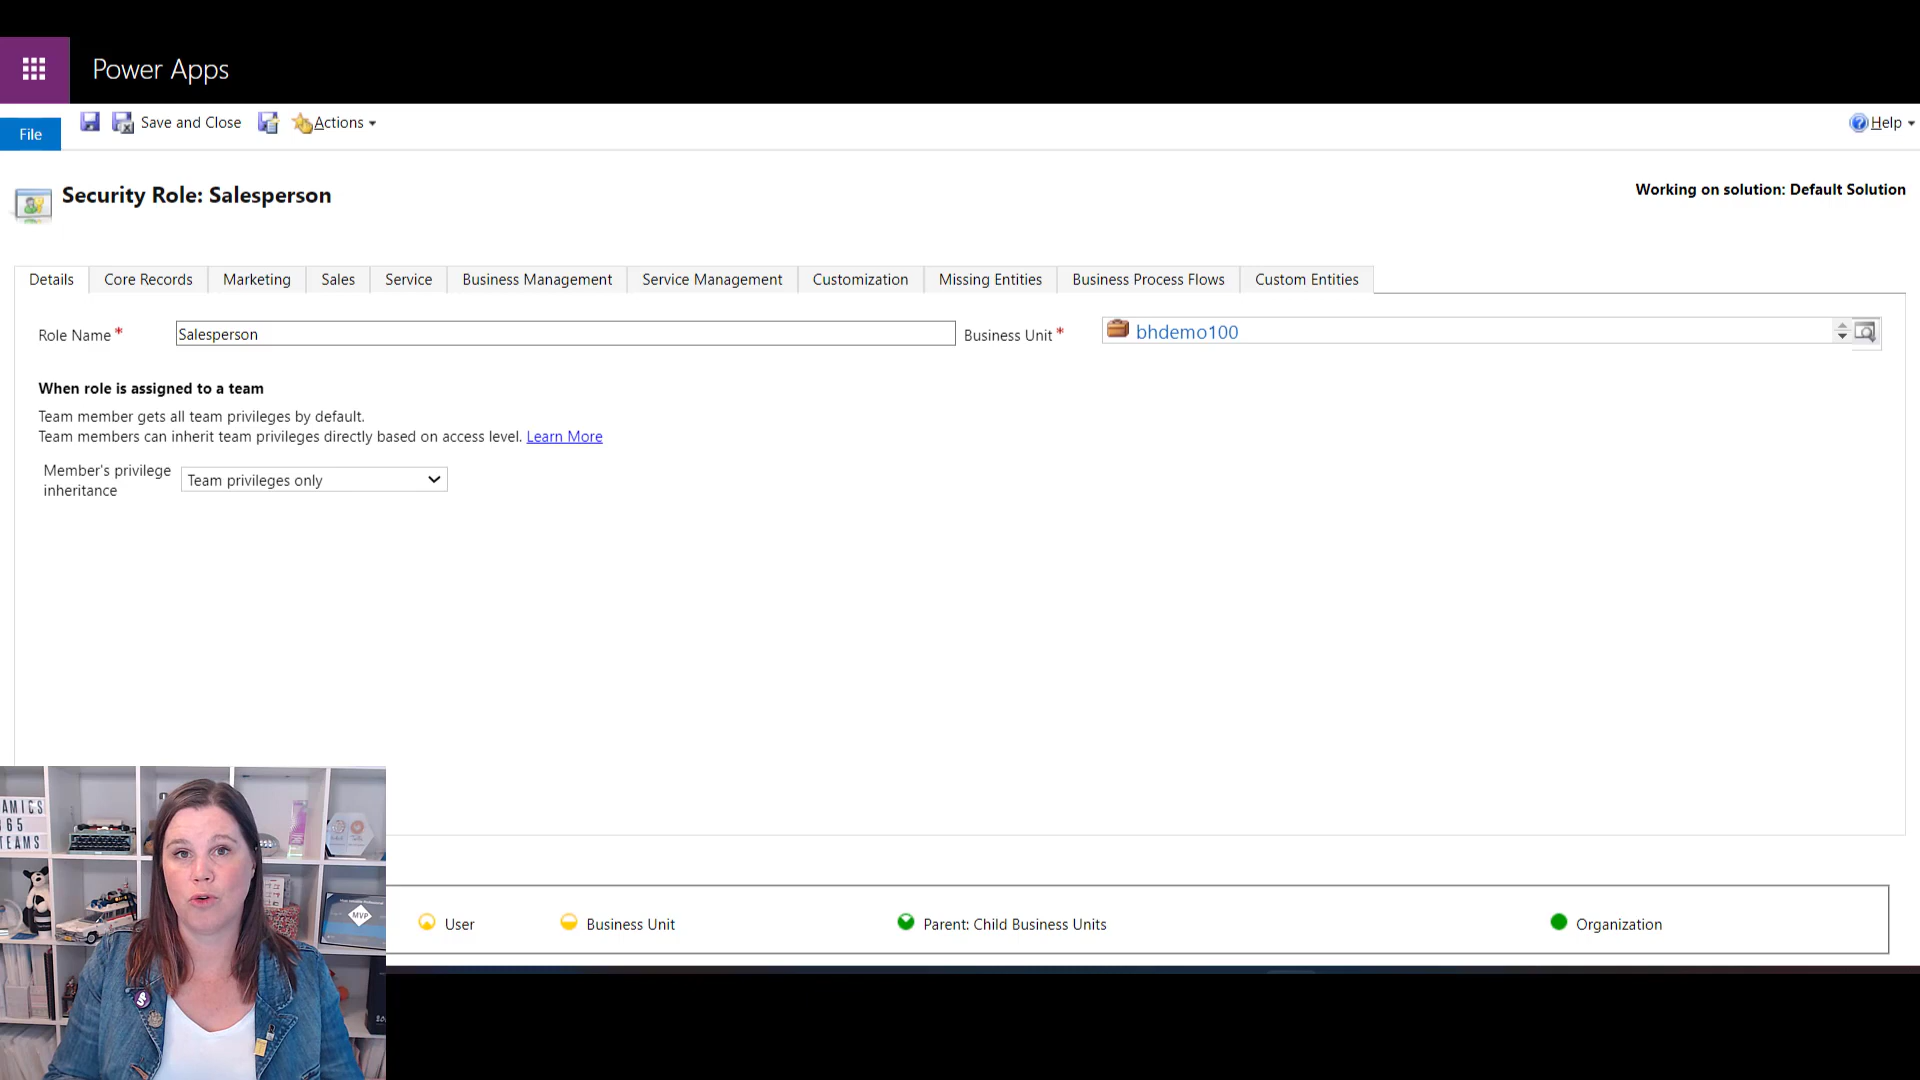 Power Apps
File
Save and Close
Actions
Help
Security Role: Salesperson
Working on solution: Default Solution
Details
Core Records
Marketing
Sales
Service
Business Management
Service Management
Customization
Missing Entities
Business Process Flows
Custom Entities
Role Name *
Salesperson
Business Unit *
bhdemo100
When role is assigned to a team
Team member gets all team privileges by default.
Team members can inherit team privileges directly based on access level. Learn More
Member's privilege
inheritance
Team privileges only
AMICS
365
TEAMS
MVP
User
Business Unit
Parent: Child Business Units
Organization